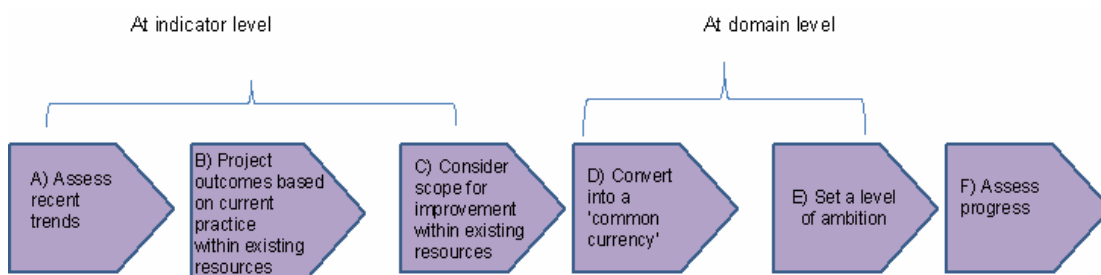 At indicator level
At domain level
A) Assess
recent
trends
B) Project
outcomes based
on current
practice
within existing
resources
C) Consider
scope for
improvement
within existing
resources
D) Convert
into a
'common
currency'
E) Set a level
of ambition
F) Assess
progress